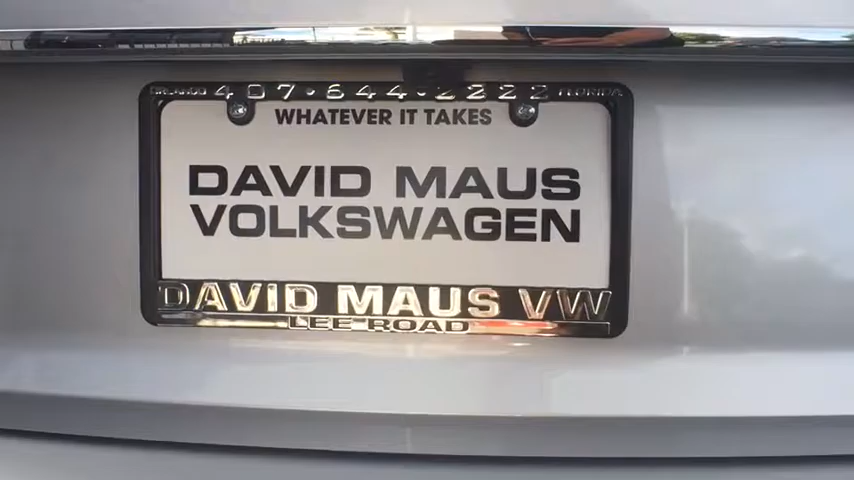 ORLANDO 407·644·2222 FLORIDA
WHATEVER IT TAKES
DAVID MAUS
VOLKSWAGEN
DAVID MAUS VW
LEE ROAD